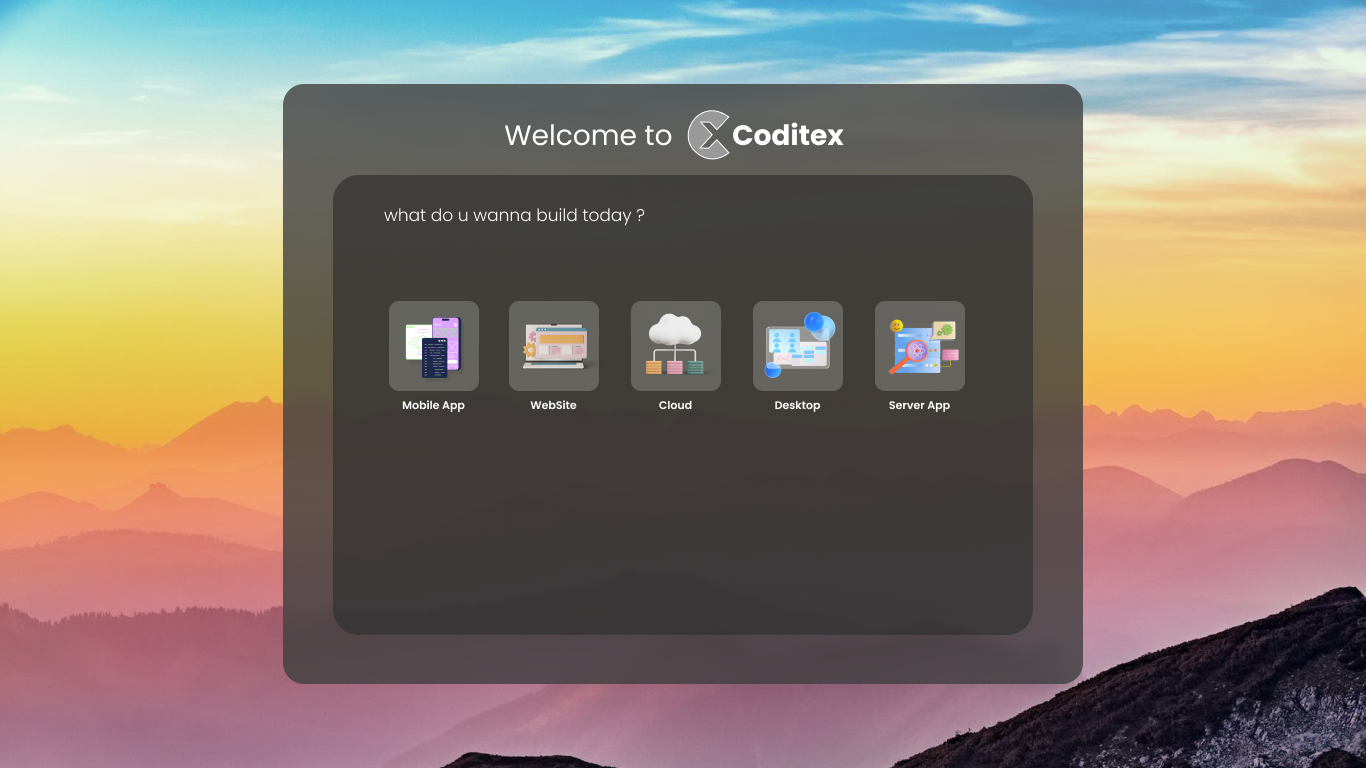 Welcome to Coditex
what do u wanna build today ?
Mobile App
WebSite
Cloud
Desktop
Server App